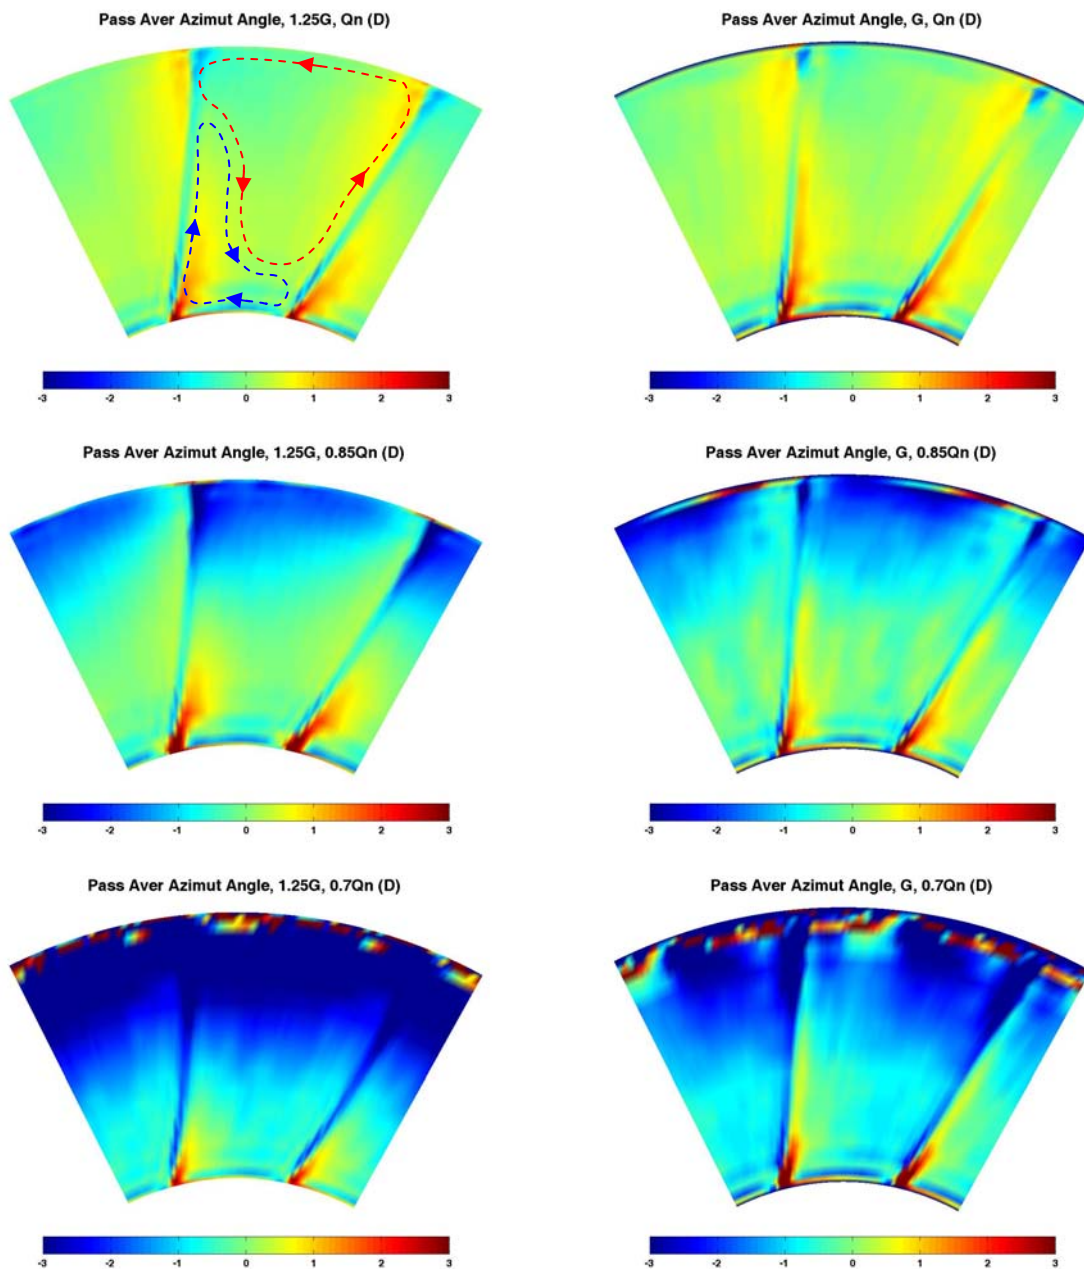 Pass Aver Azimut Angle, 1.25G, Qn (D)
Pass Aver Azimut Angle, G, Qn (D)
-3 -2 -1 0 1 2 3
-3 -2 -1 0 1 2 3
Pass Aver Azimut Angle, 1.25G, 0.85Qn (D)
Pass Aver Azimut Angle, G, 0.85Qn (D)
-3 -2 -1 0 1 2 3
-3 -2 -1 0 1 2 3
Pass Aver Azimut Angle, 1.25G, 0.7Qn (D)
Pass Aver Azimut Angle, G, 0.7Qn (D)
-3 -2 -1 0 1 2 3
-3 -2 -1 0 1 2 3